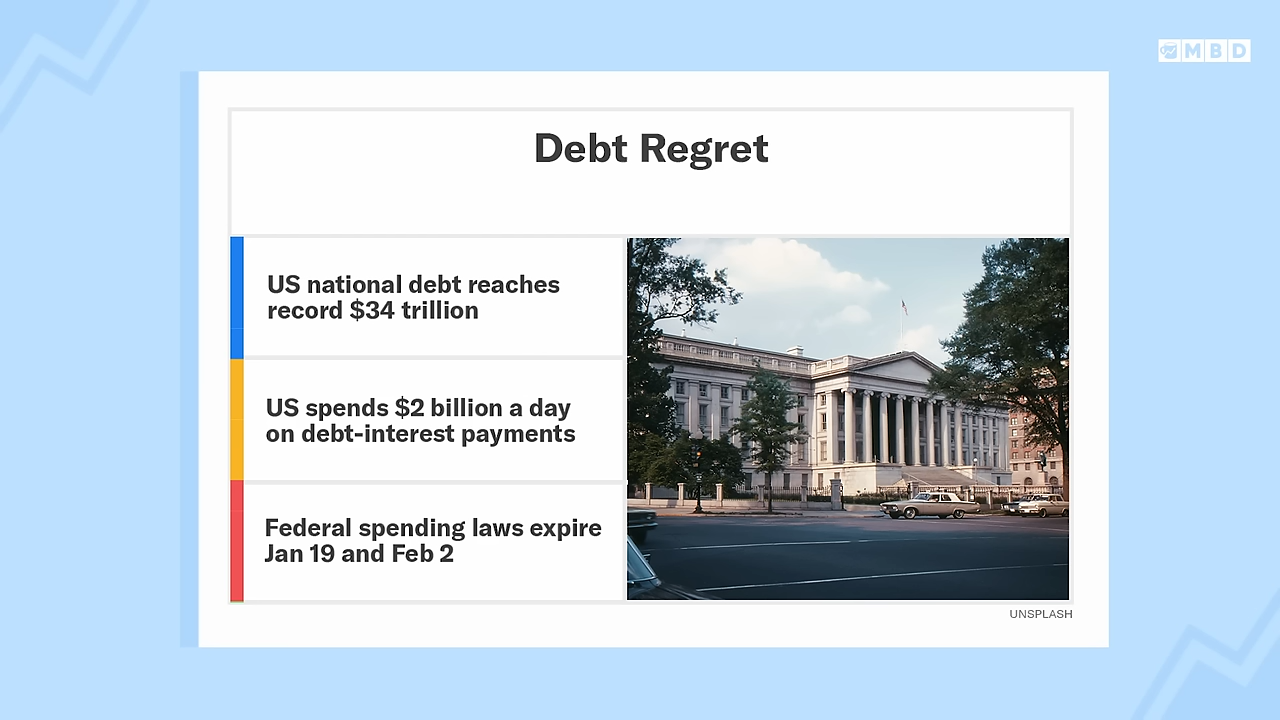 MBD
Debt Regret
US national debt reaches
record $34 trillion
US spends $2 billion a day
on debt-interest payments
Federal spending laws expire
Jan 19 and Feb 2
UNSPLASH